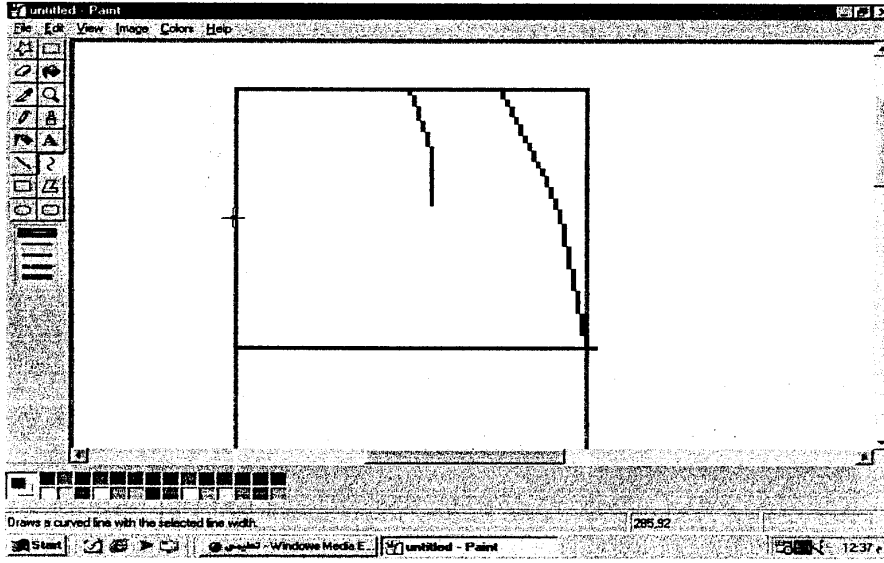 untitled - Paint
File Edit View Image Colors Help
Draws a curved line with the selected line width.
285,92
Start تطبيقي - Windows Media E... untitled - Paint 12:37